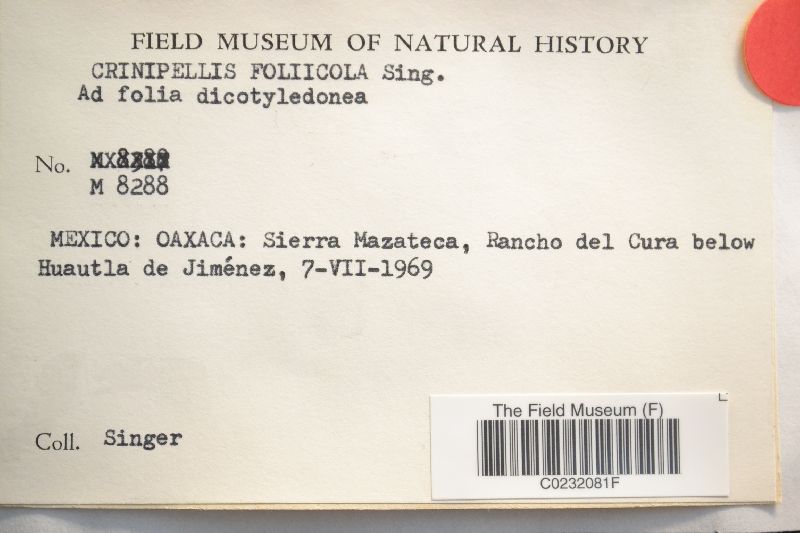 FIELD MUSEUM OF NATURAL HISTORY
CRINIPELLIS FOLIICOLA Sing.
Ad folia dicotyledonea
No.
M 8288
MEXICO: OAXACA: Sierra Mazateca, Rancho del Cura below
Huautla de Jiménez, 7-VII-1969
Coll. Singer
The Field Museum (F)
C0232081F